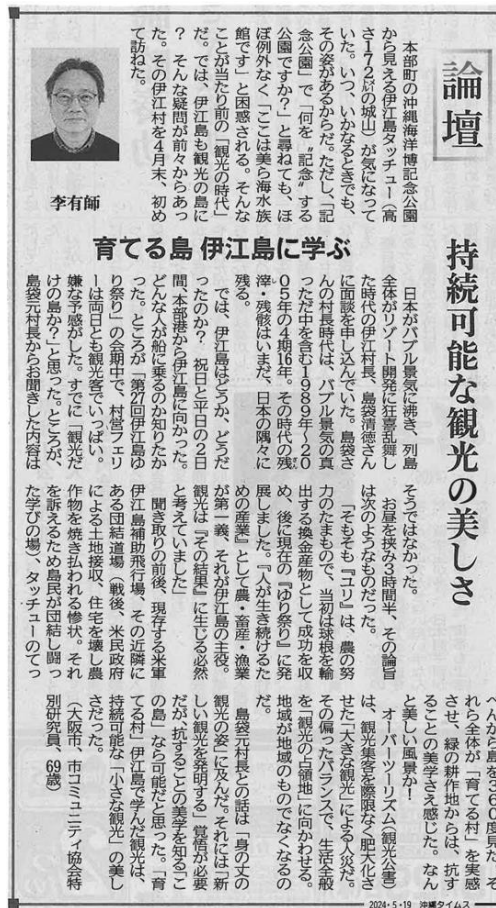 論壇
持続可能な観光の美しさ
育てる島 伊江島に学ぶ
李有師
本部町の沖縄海洋博記念公園
から見える伊江島タッチュー（高
さ172㍍の城山）が気になって
いた。いつ、いかなるときでも、
その姿があるからだ。ただし、「記
念公園」で「何を〝記念〟する
公園ですか？」と尋ねても、ほ
ぼ例外なく「ここは美ら海水族
館です」と困惑される。そんな
ことが当たり前の「観光の時代」
だ。では、伊江島も観光の島に
？　そんな疑問が前々からあっ
た。その伊江村を4月末、初め
て訪ねた。
日本がバブル景気に沸き、列島
全体がリゾート開発に狂喜乱舞し
た時代の伊江村長、島袋清徳さん
に面談を申し込んでいた。島袋さ
んの村長時代は、バブル景気の真
っただ中を含む1989年～20
05年の4期16年。その時代の残
滓・残骸はいまだ、日本の隅々に
残る。
では、伊江島はどうか、どうだ
ったのか？　祝日と平日の2日
間、本部港から伊江島に向かった。
どんな人が船に乗るのか知りたか
った。ところが「第27回伊江島ゆ
り祭り」の会期中で、村営フェリ
ーは両日とも観光客でいっぱい。
嫌な予感がした。すでに「観光だ
けの島か？」と思った。ところが、
島袋元村長からお聞きした内容は
そうではなかった。
お昼を挟み3時間半、その論旨
は次のようなものだった。
「そもそも『ユリ』は、農の努
力のたまもので、当初は球根を輸
出する換金産物として成功を収
め、後に現在の『ゆり祭り』に発
展しました。『人が生き続けるた
めの産業』として農・畜産・漁業
が第一義、それが伊江島の主役。
観光は『その結果』に生じる必然
と考えていました」
聞き取りの前後、現存する米軍
伊江島補助飛行場、その近隣に
ある団結道場（戦後、米民政府
による土地接収、住宅を壊し農
作物を焼き払われる惨状。それ
を訴えるため島民が団結し闘っ
た学びの場）、タッチューのてっ
ぺんから島を360度見た。そ
れら全体が「育てる村」を実感
させ、緑の耕作地からは、抗す
ることの美学さえ感じた。なん
と美しい風景か！
オーバーツーリズム（観光公害）
は、観光集客を際限なく肥大化さ
せた「大きな観光」による人災だ。
その偏ったバランスで、生活全般
を「観光の占領地」に向かわせる。
地域が地域のものでなくなるの
だ。
島袋元村長との話は「身の丈の
観光の姿」に及んだ。それには「新
しい観光を発明する」覚悟が必要
だが、抗することの美学を知る「こ
の島」なら可能だと思った。「育
てる村」伊江島で学んだ観光は、
持続可能な「小さな観光」の美し
さだった。
（大阪市、市コミュニティ協会特
別研究員、69歳）
2024・5・19　沖縄タイムス